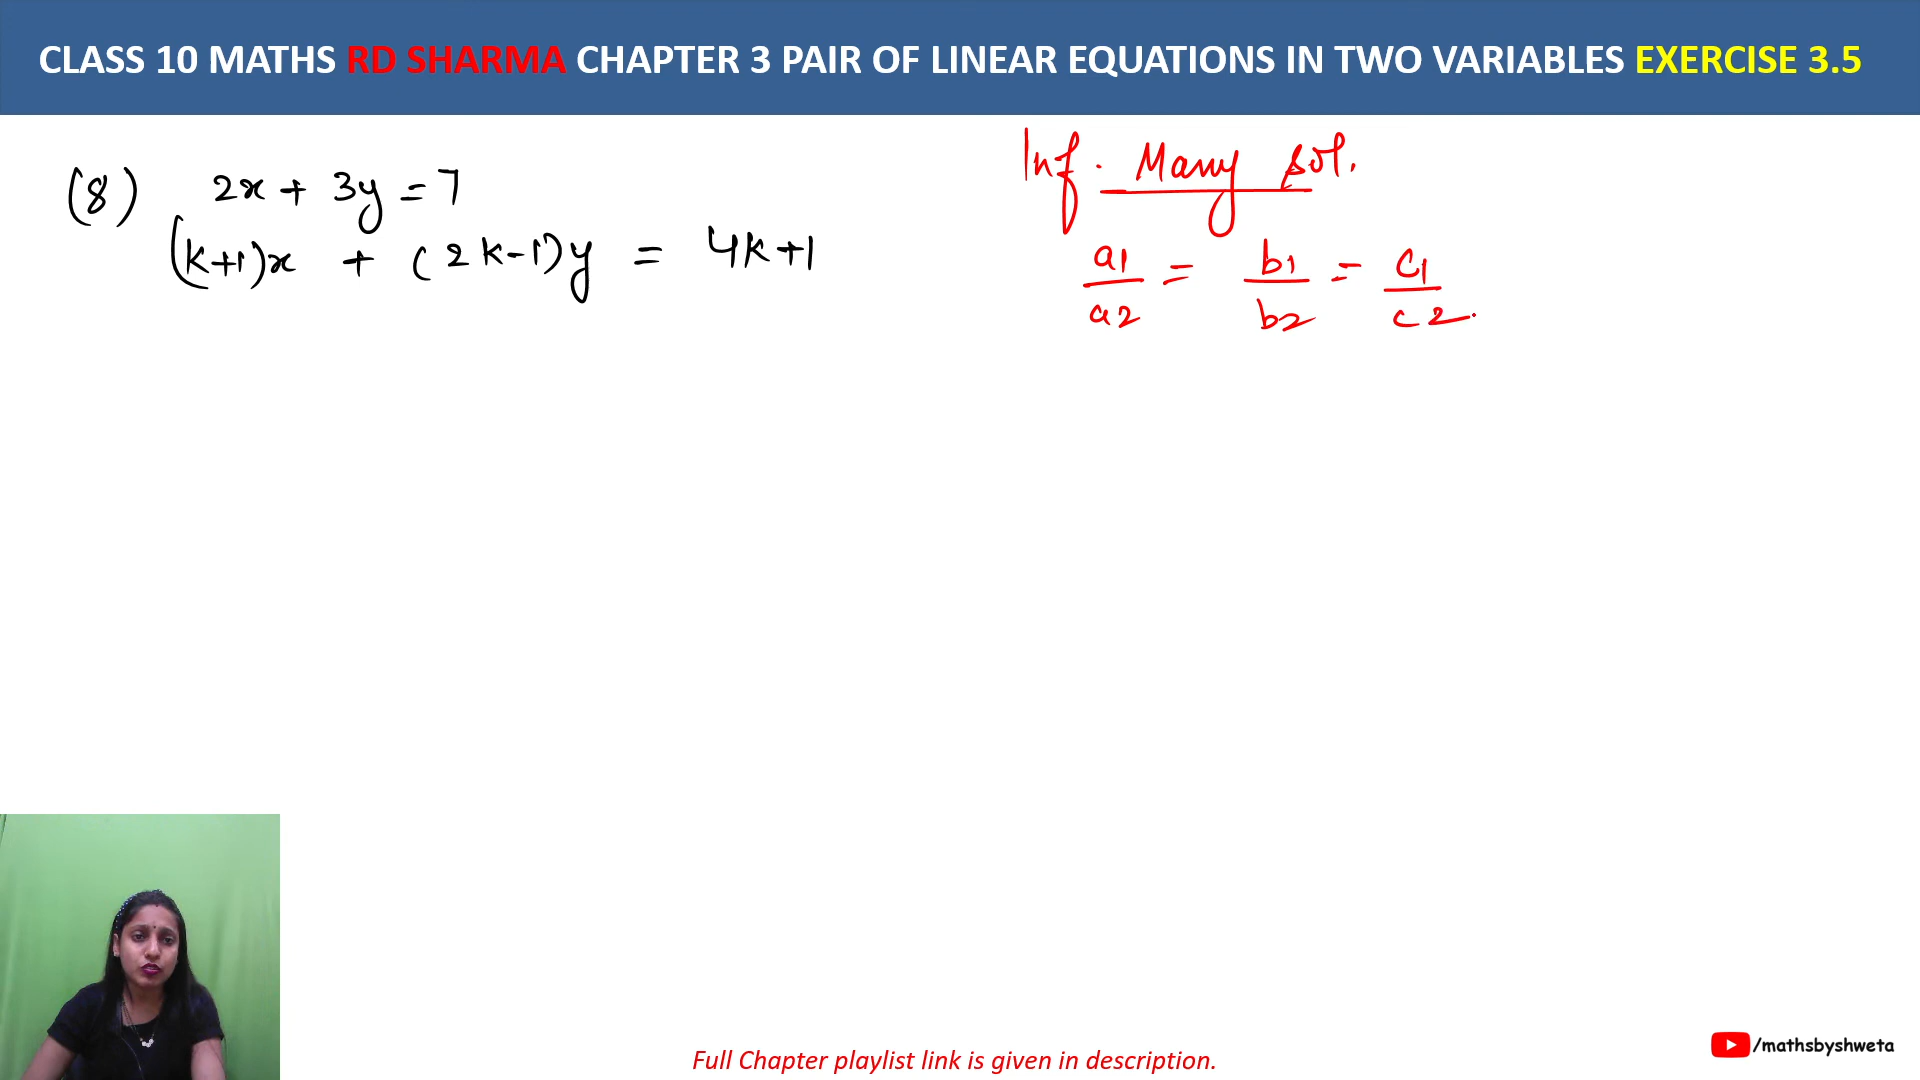 CLASS 10 MATHS RD SHARMA CHAPTER 3 PAIR OF LINEAR EQUATIONS IN TWO VARIABLES EXERCISE 3.5
(8) 2x + 3y = 7
(k+1)x + (2k-1)y = 4k+1
Inf. Many sol.
a1/a2 = b1/b2 = c1/c2
/mathsbyshweta
Full Chapter playlist link is given in description.